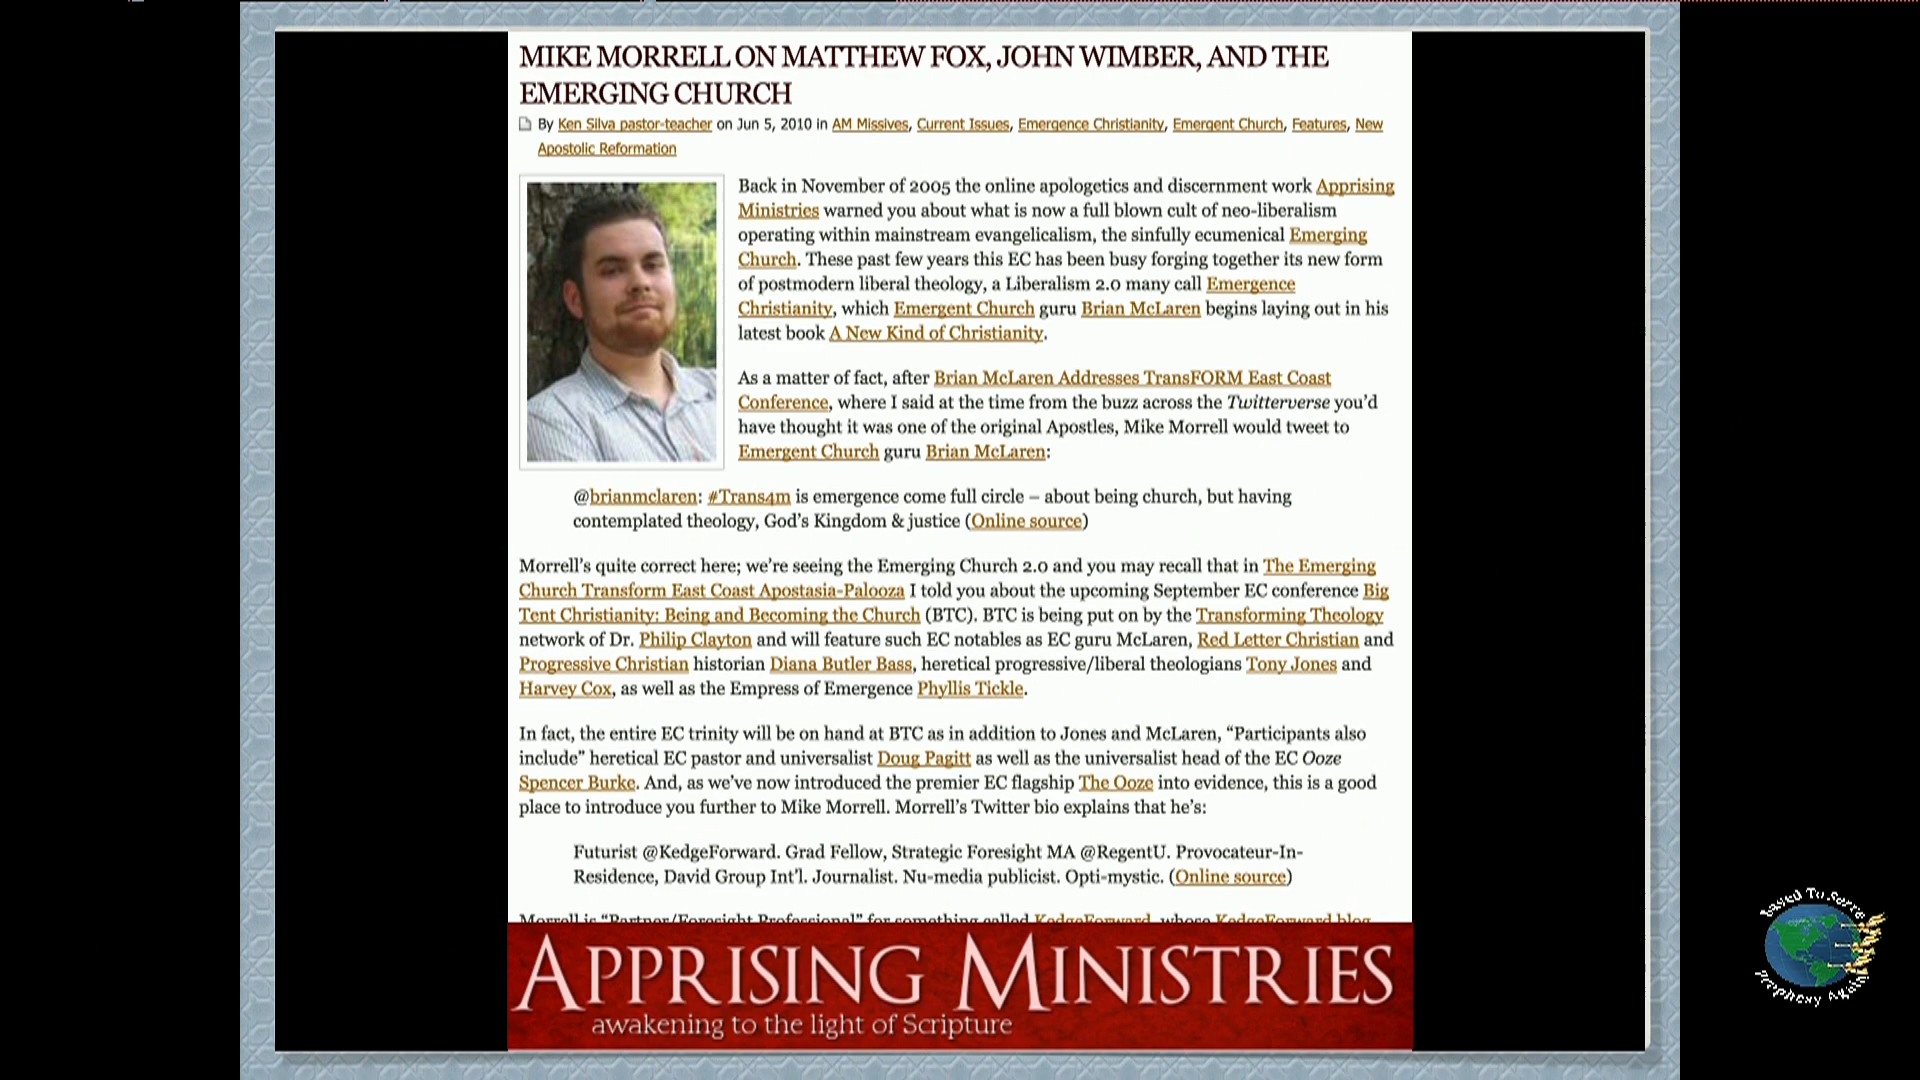 MIKE MORRELL ON MATTHEW FOX, JOHN WIMBER, AND THE
EMERGING CHURCH
By Ken Silva pastor-teacher on Jun 5, 2010 in AM Missives, Current Issues, Emergence Christianity, Emergent Church, Features, New
Apostolic Reformation
Back in November of 2005 the online apologetics and discernment work Apprising
Ministries warned you about what is now a full blown cult of neo-liberalism
operating within mainstream evangelicalism, the sinfully ecumenical Emerging
Church. These past few years this EC has been busy forging together its new form
of postmodern liberal theology, a Liberalism 2.0 many call Emergence
Christianity, which Emergent Church guru Brian McLaren begins laying out in his
latest book A New Kind of Christianity.
As a matter of fact, after Brian McLaren Addresses TransFORM East Coast
Conference, where I said at the time from the buzz across the Twitterverse you'd
have thought it was one of the original Apostles, Mike Morrell would tweet to
Emergent Church guru Brian McLaren:
@brianmclaren: #Trans4m is emergence come full circle – about being church, but having
contemplated theology, God's Kingdom & justice (Online source)
Morrell's quite correct here; we're seeing the Emerging Church 2.0 and you may recall that in The Emerging
Church Transform East Coast Apostasia-Palooza I told you about the upcoming September EC conference Big
Tent Christianity: Being and Becoming the Church (BTC). BTC is being put on by the Transforming Theology
network of Dr. Philip Clayton and will feature such EC notables as EC guru McLaren, Red Letter Christian and
Progressive Christian historian Diana Butler Bass, heretical progressive/liberal theologians Tony Jones and
Harvey Cox, as well as the Empress of Emergence Phyllis Tickle.
In fact, the entire EC trinity will be on hand at BTC as in addition to Jones and McLaren, "Participants also
include" heretical EC pastor and universalist Doug Pagitt as well as the universalist head of the EC Ooze
Spencer Burke. And, as we've now introduced the premier EC flagship The Ooze into evidence, this is a good
place to introduce you further to Mike Morrell. Morrell's Twitter bio explains that he's:
Futurist @KedgeForward. Grad Fellow, Strategic Foresight MA @RegentU. Provocateur-In-
Residence, David Group Int'l. Journalist. Nu-media publicist. Opti-mystic. (Online source)
Morrell is "Partner/Foresight Professional" for something called KedgeForward, whose KedgeForward blog
APPRISING MINISTRIES
awakening to the light of Scripture
To Serve
Prophecy Again